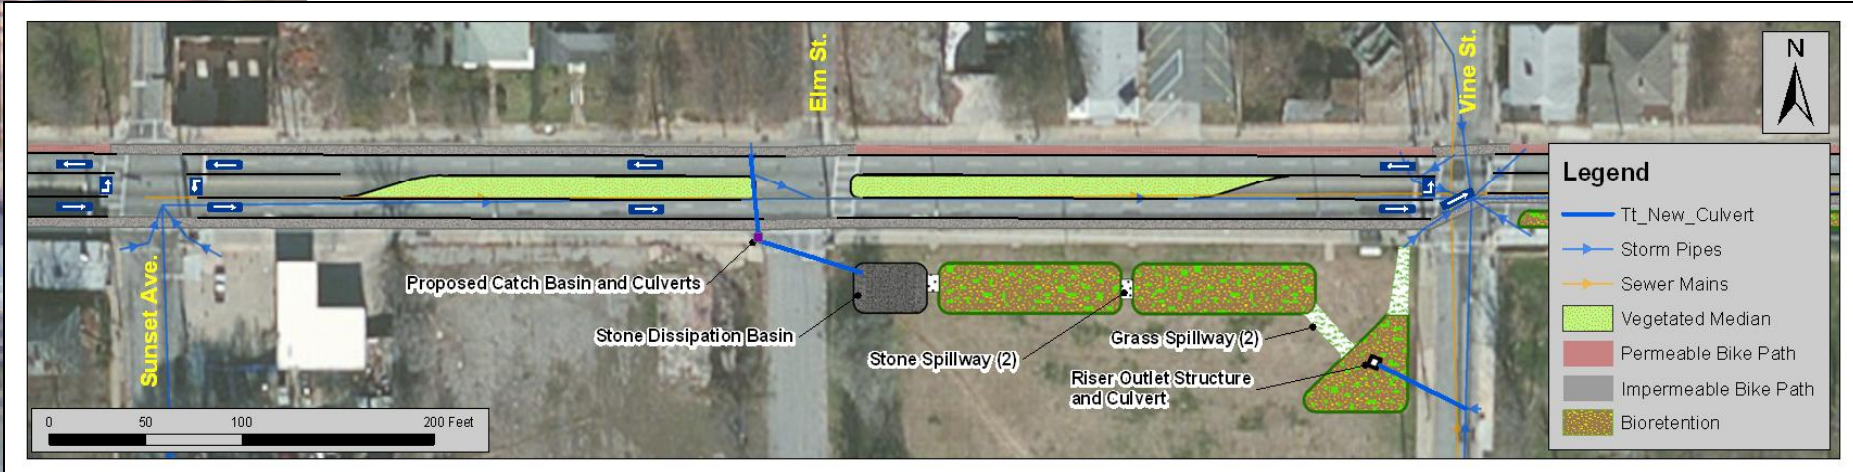 Elm St.
Vine St.
N
Sunset Ave.
Proposed Catch Basin and Culverts
Stone Dissipation Basin
Stone Spillway (2)
Grass Spillway (2)
Riser Outlet Structure
and Culvert
0 50 100 200 Feet
Legend
Tt_New_Culvert
Storm Pipes
Sewer Mains
Vegetated Median
Permeable Bike Path
Impermeable Bike Path
Bioretention